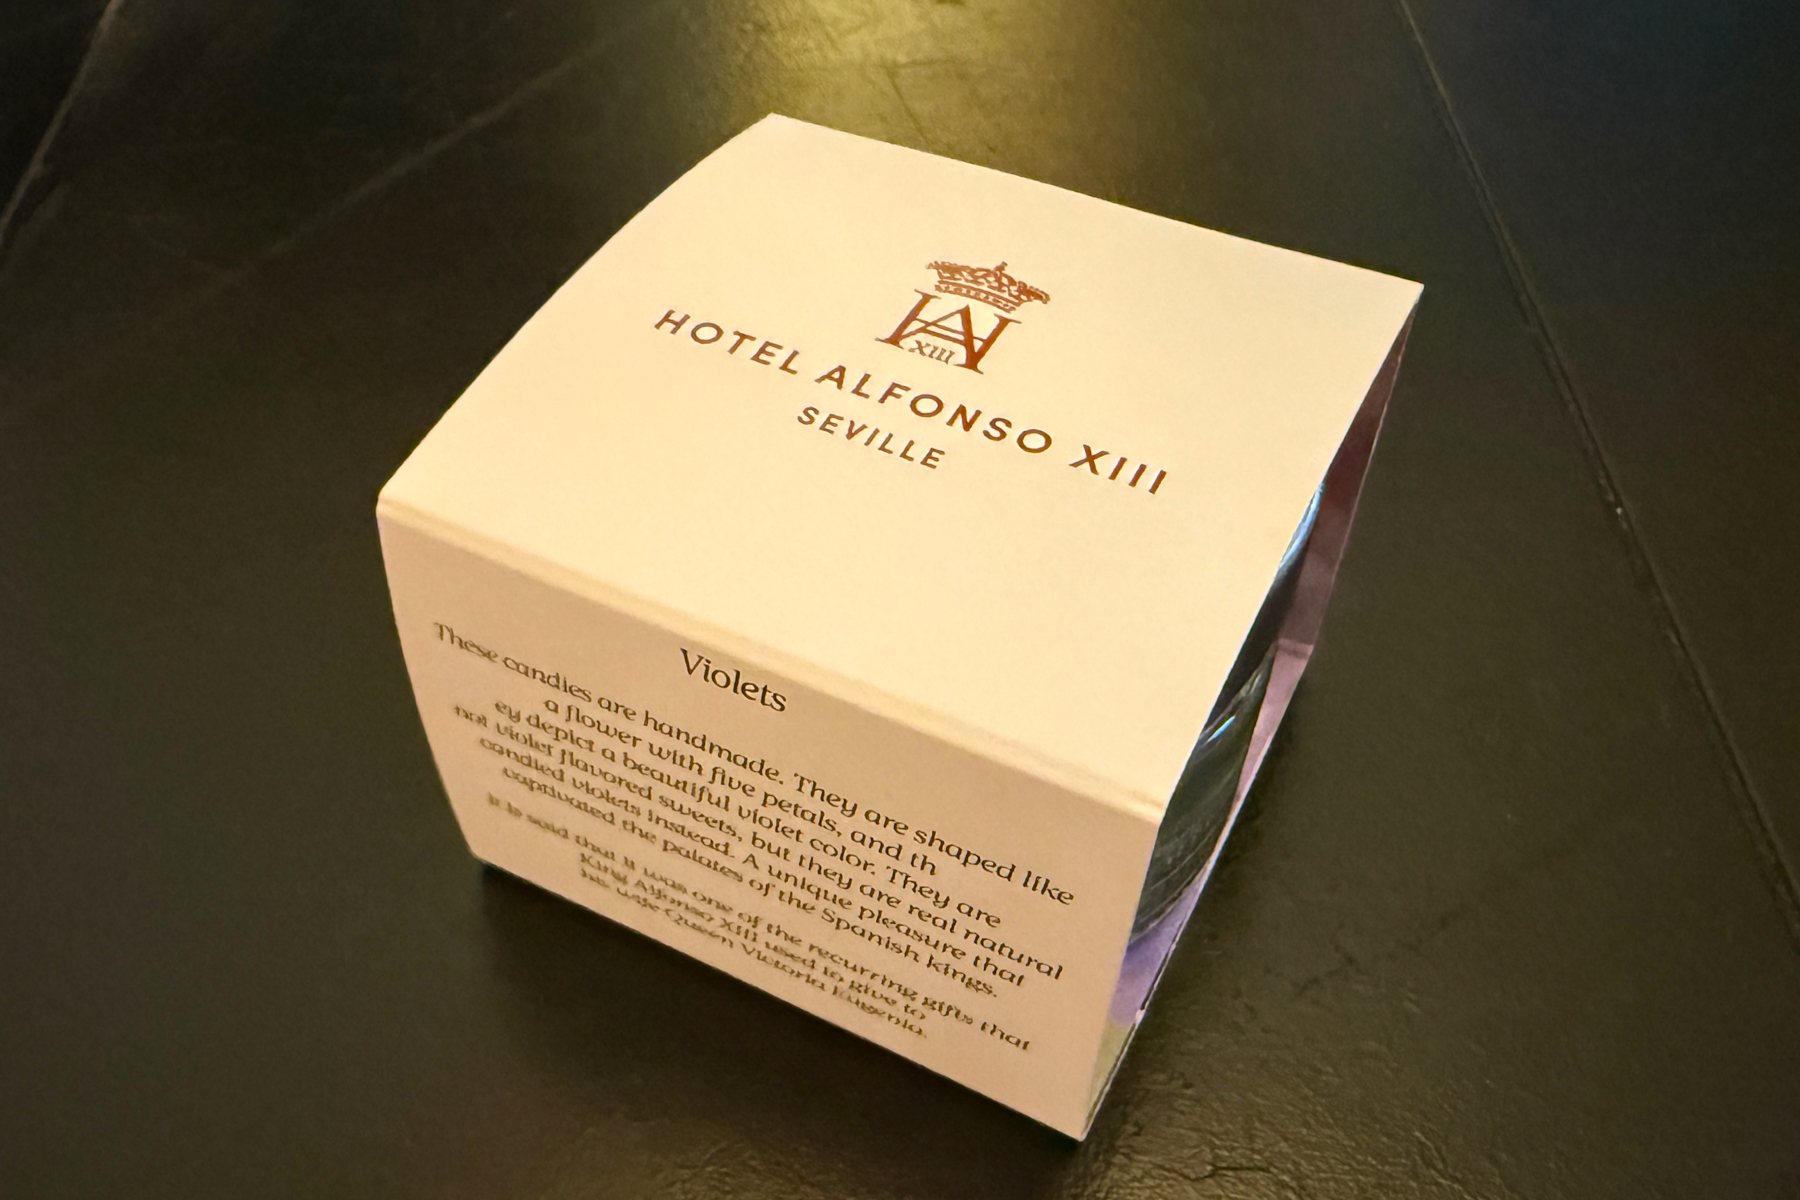 HA
XIII
HOTEL ALFONSO XIII
SEVILLE
Violets
These candies are handmade. They are shaped like
a flower with five petals, and th
ey depict a beautiful violet color. They are
not violet flavored sweets, but they are real natural
candied violets instead. A unique pleasure that
captivated the palates of the Spanish kings.
It is said that it was one of the recurring gifts that
King Alfonso XIII used to give to
his wife Queen Victoria Eugenia.